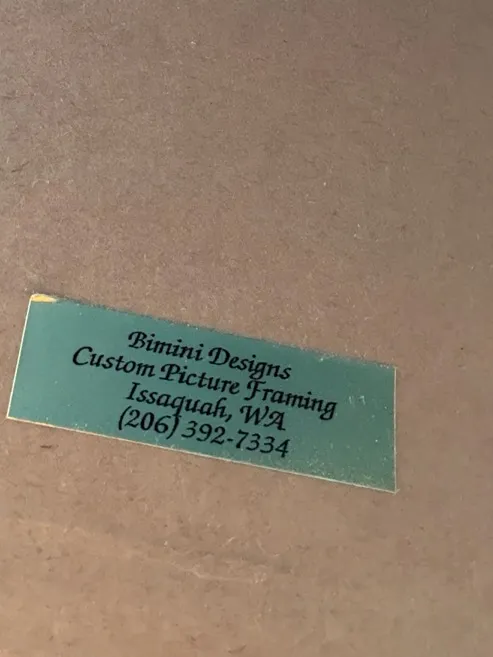 Bimini Designs
Custom Picture Framing
Issaquah, WA
(206) 392-7334